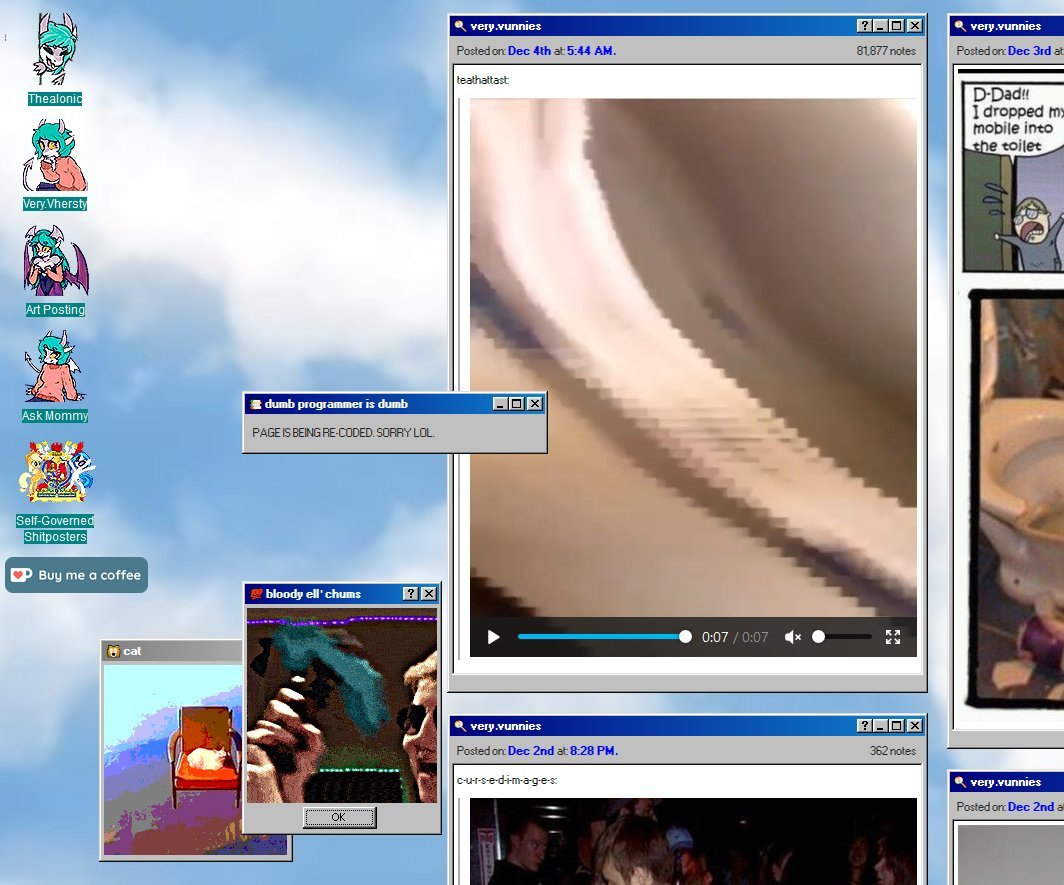 Thealonic
Very.Vhersty
Art Posting
Ask Mommy
Self-Governed
Shitposters
Buy me a coffee
very.vunnies
Posted on: Dec 4th at: 5:44 AM.
81,877 notes
teathattast:
0:07 / 0:07
dumb programmer is dumb
PAGE IS BEING RE-CODED. SORRY LOL.
bloody ell' chums
OK
cat
very.vunnies
Posted on: Dec 2nd at: 8:28 PM.
362 notes
c-u-r-s-e-d-i-m-a-g-e-s:
very.vunnies
Posted on: Dec 3rd at
D-Dad!!
I dropped my
mobile into
the toilet
very.vunnies
Posted on: Dec 2nd a